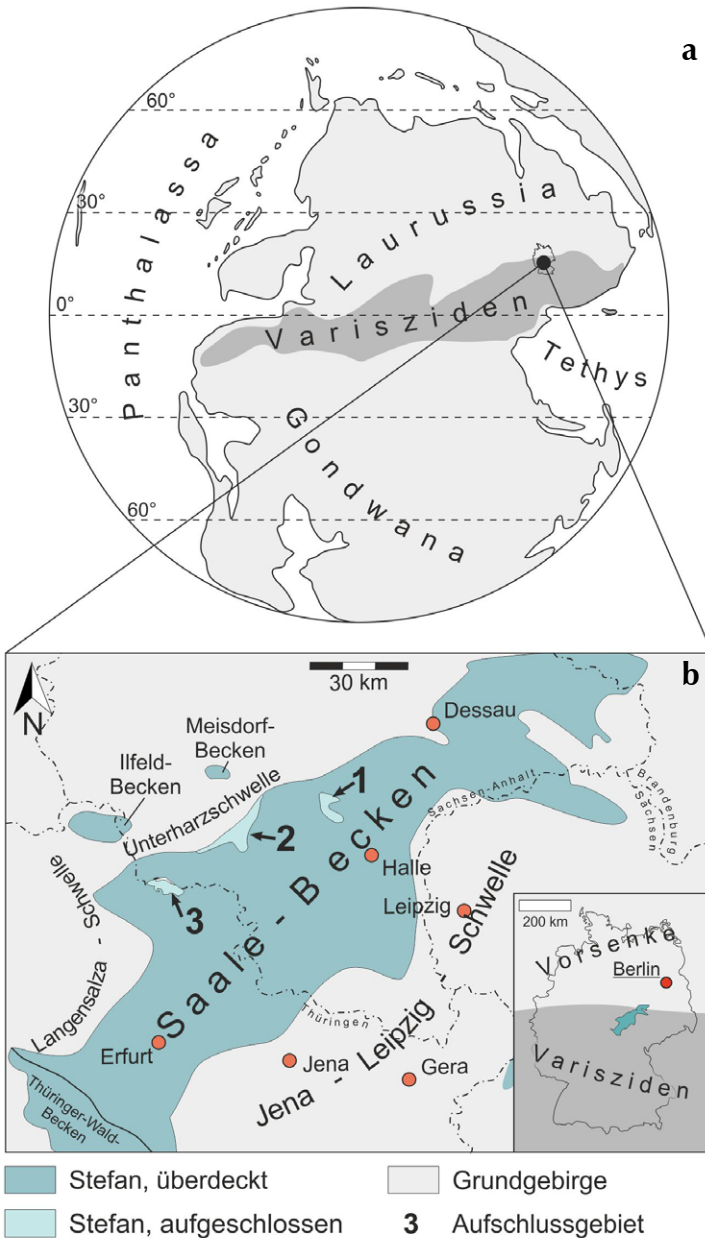 a
60°
30°
0°
30°
60°
Panthalassa
Laurussia
Varisziden
Tethys
Gondwana
b
N
30 km
Dessau
Meisdorf-
Becken
Ilfeld-
Becken
Unterharzschwelle
1
2
3
Sachsen-Anhalt
Brandenburg
Sachsen
Saale-Becken
Halle
Leipzig
Langensalza - Schwelle
Erfurt
Thüringen
Jena
Gera
Jena - Leipzig Schwelle
Thüringer-Wald-
Becken
200 km
Vorsenke
Berlin
Varisziden
Stefan, überdeckt
Grundgebirge
Stefan, aufgeschlossen
3 Aufschlussgebiet